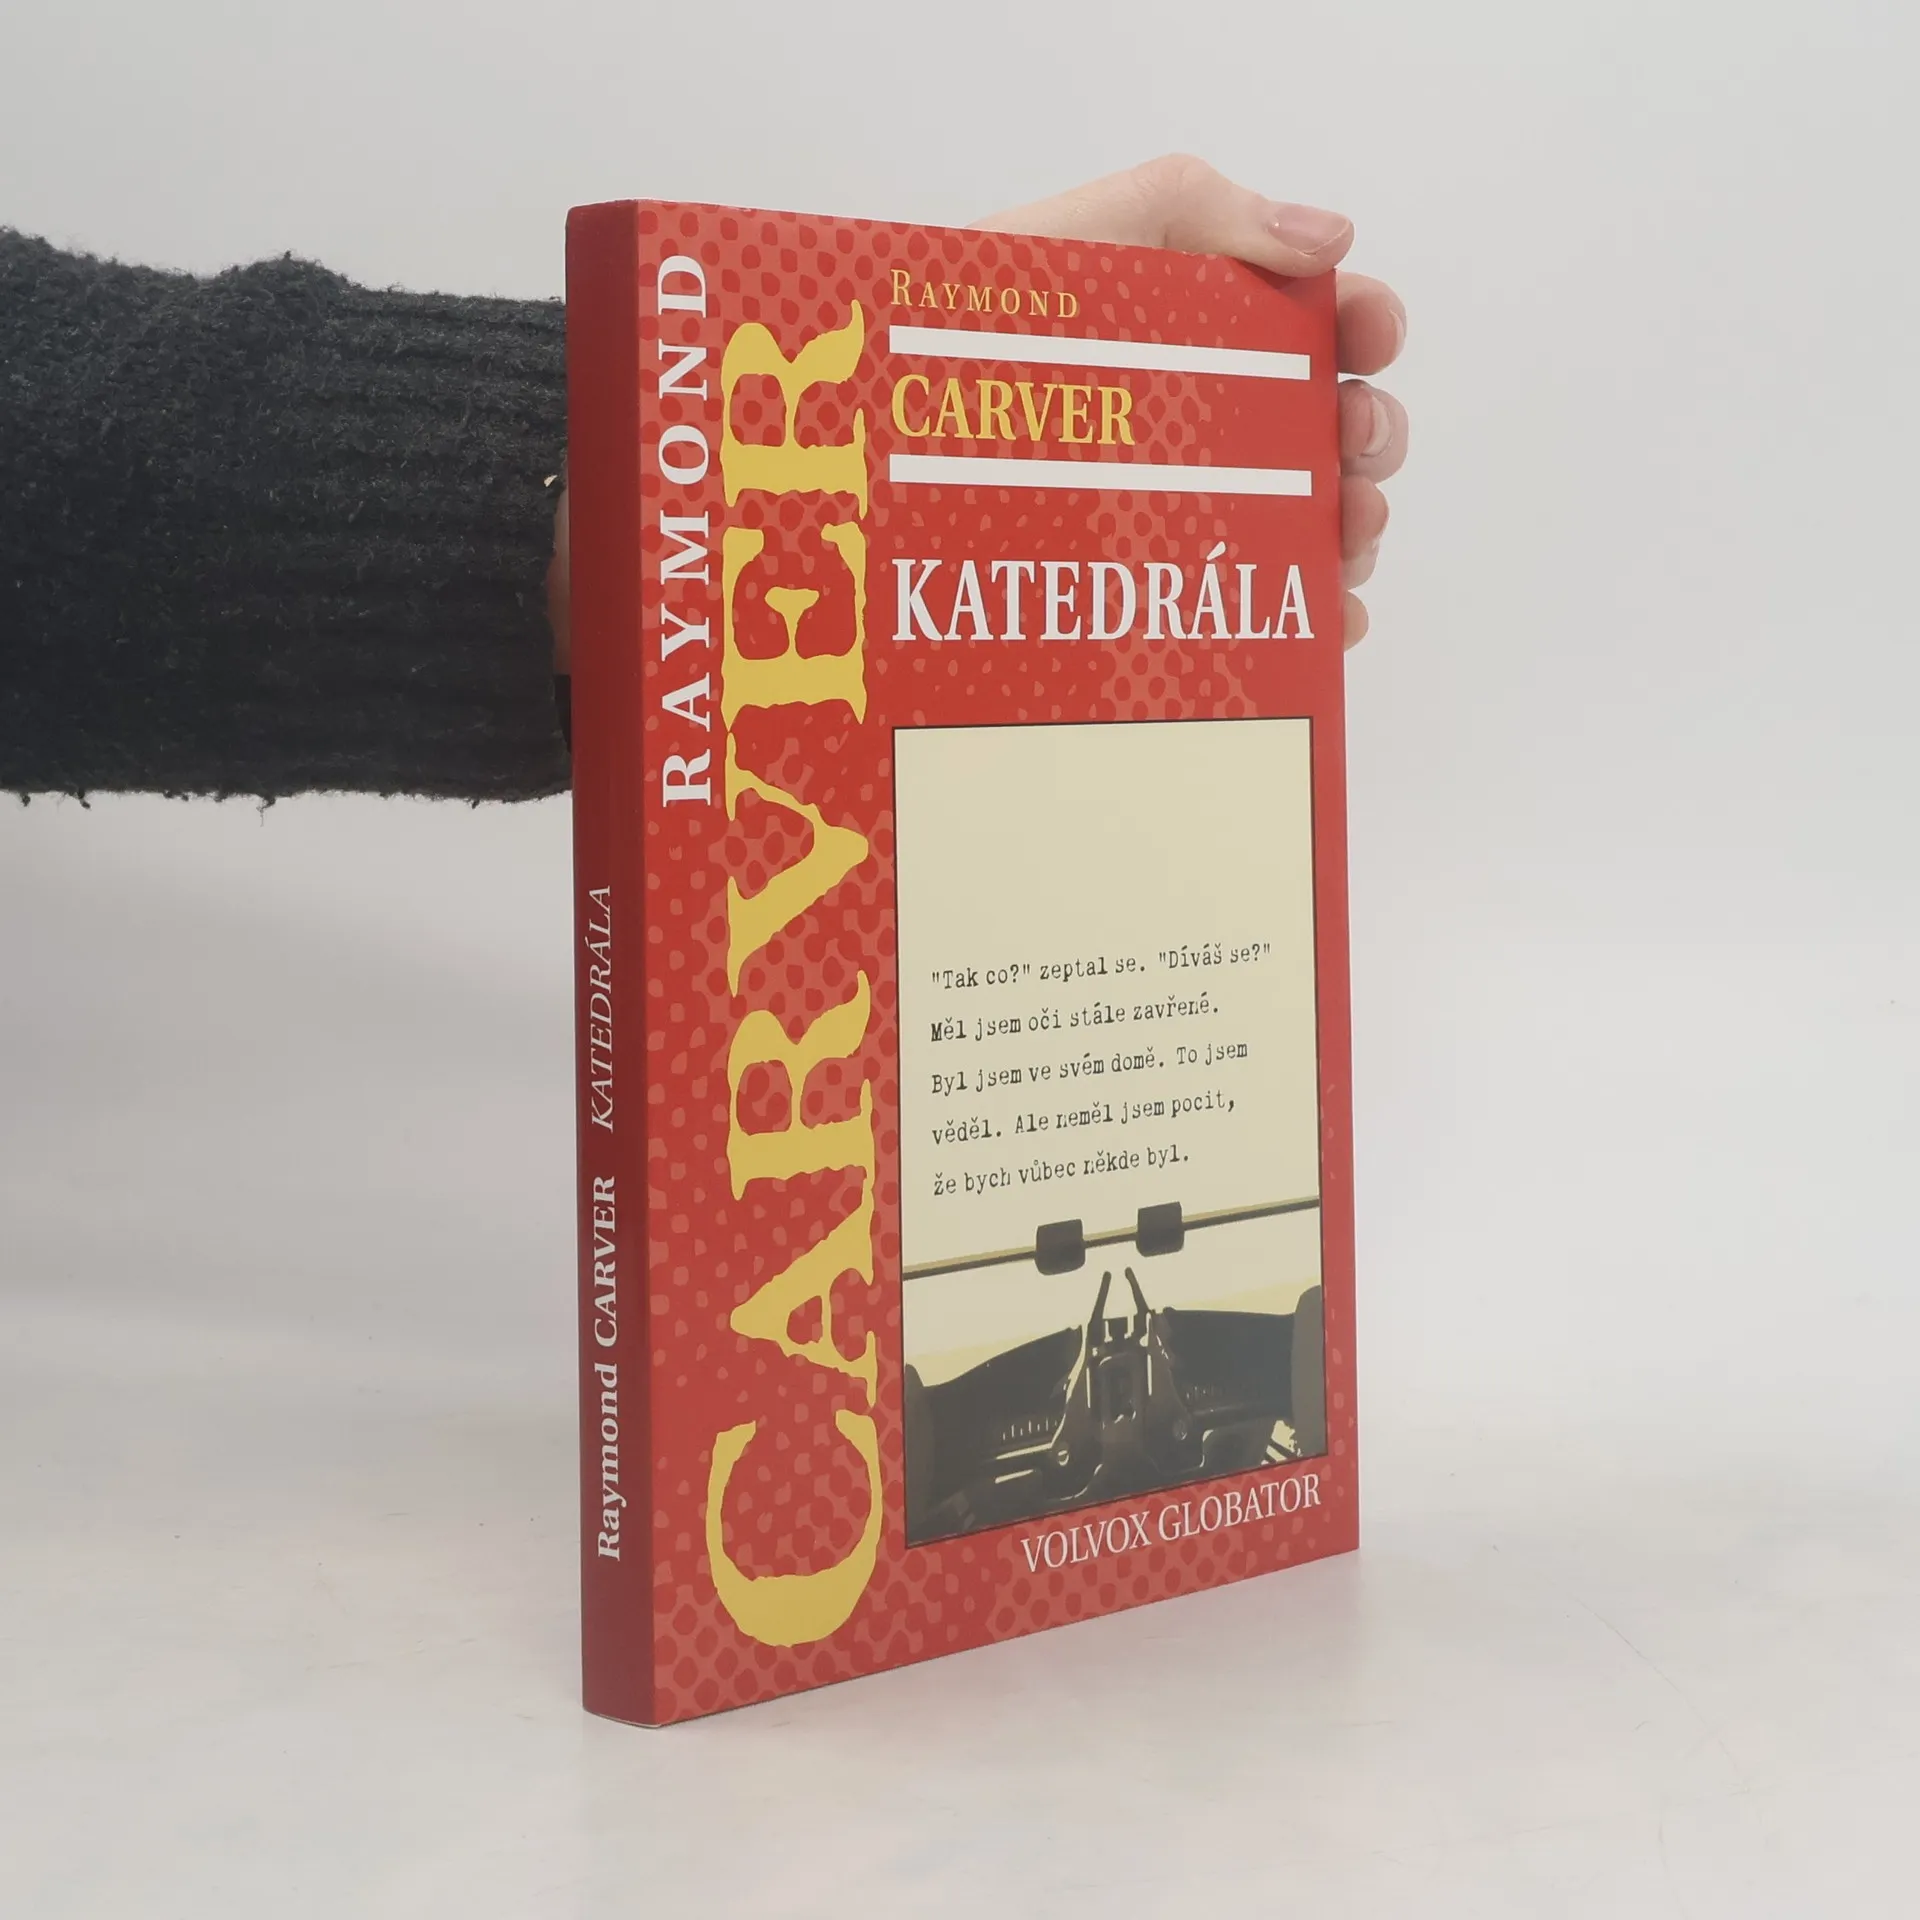 Raymond CARVER KATEDRÁLA
RAYMOND
CARVER
RAYMOND
CARVER
KATEDRÁLA
"Tak co?" zeptal se. "Díváš se?"
Měl jsem oči stále zavřené.
Byl jsem ve svém domě. To jsem
věděl. Ale neměl jsem pocit,
že bych vůbec někde byl.
VOLVOX GLOBATOR